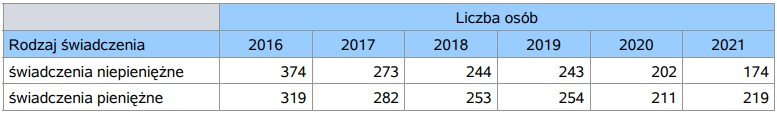 Liczba osób
Rodzaj świadczenia 2016 2017 2018 2019 2020 2021
świadczenia niepieniężne 374 273 244 243 202 174
świadczenia pieniężne 319 282 253 254 211 219